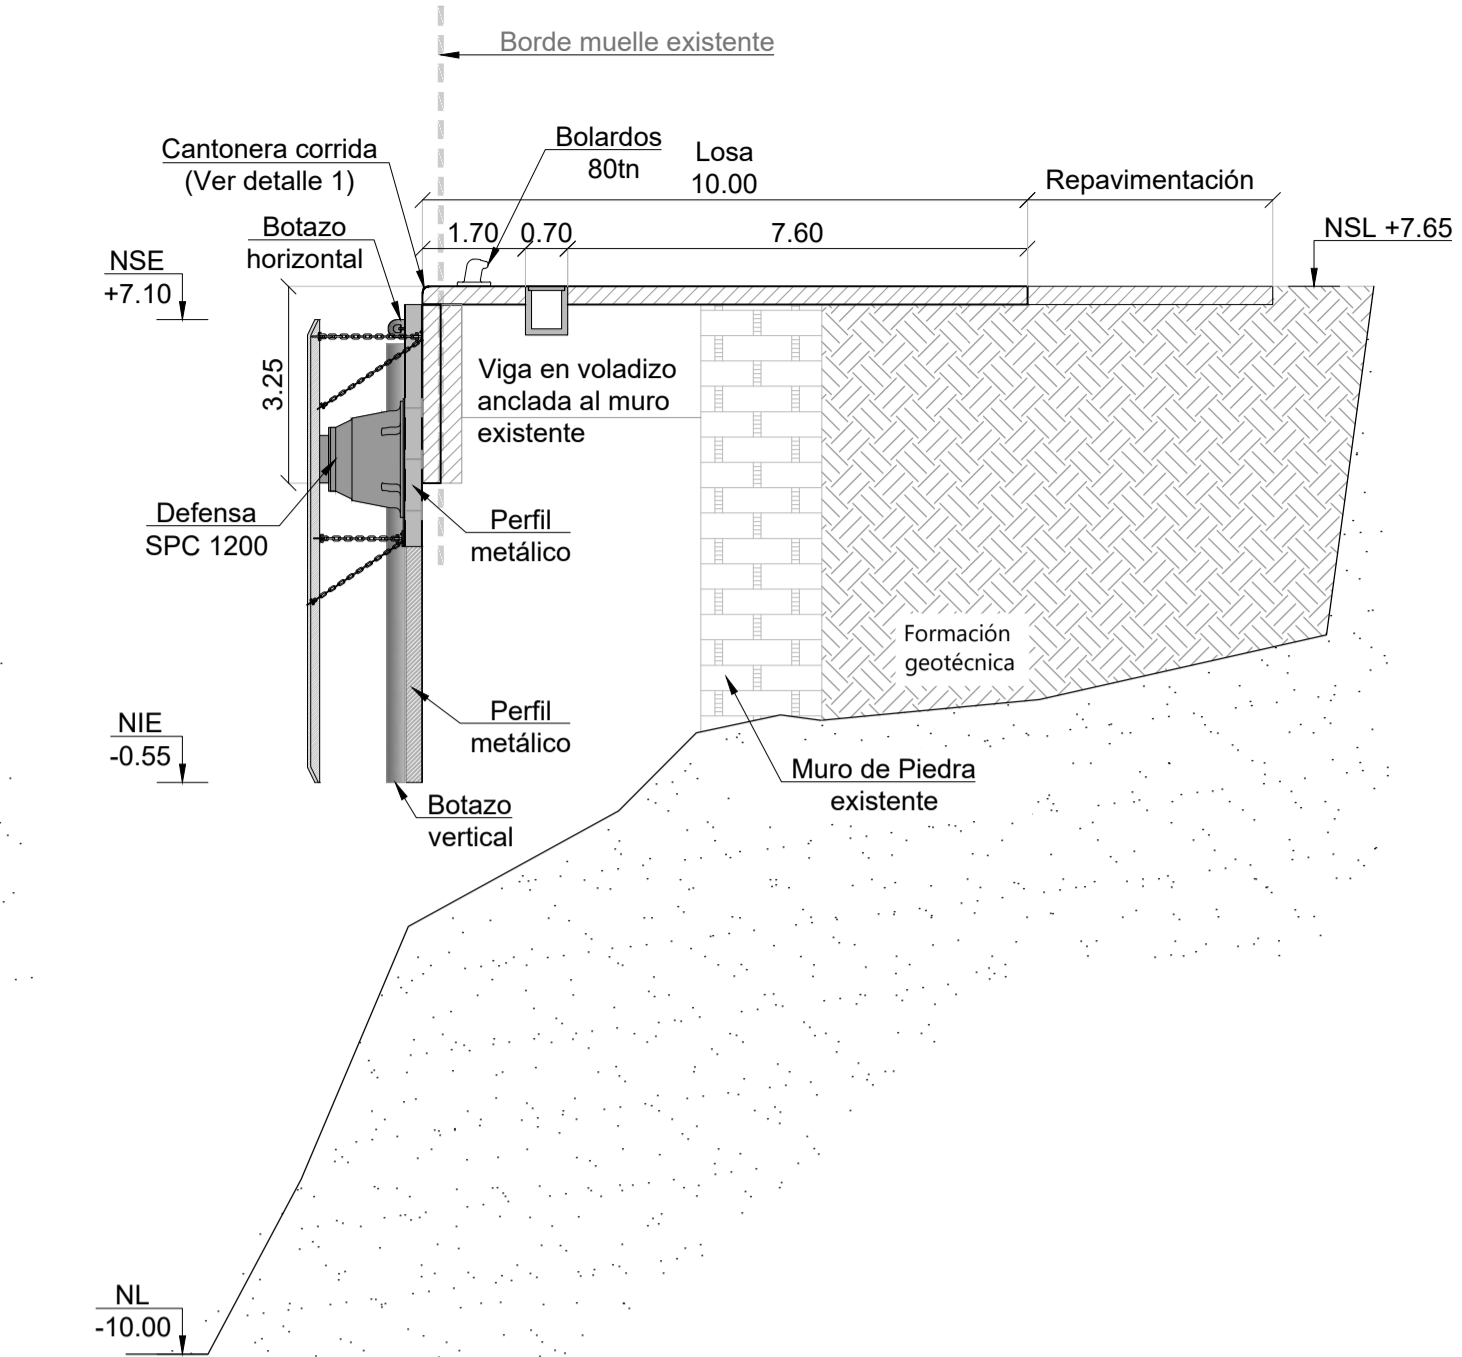 Borde muelle existente
Cantonera corrida
(Ver detalle 1)
Bolardos
80tn
Losa
10.00
Repavimentación
Botazo
horizontal
1.70
0.70
7.60
NSL +7.65
NSE
+7.10
3.25
Viga en voladizo
anclada al muro
existente
Defensa
SPC 1200
Perfil
metálico
Formación
geotécnica
NIE
-0.55
Perfil
metálico
Muro de Piedra
existente
Botazo
vertical
NL
-10.00